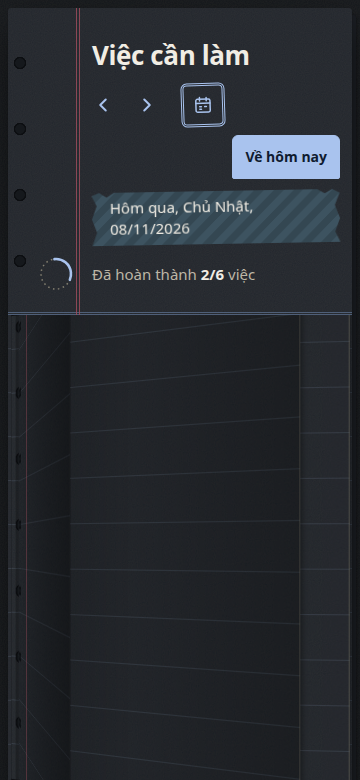 Việc cần làm
Về hôm nay
Hôm qua, Chủ Nhật,
08/11/2026
Đã hoàn thành 2/6 việc